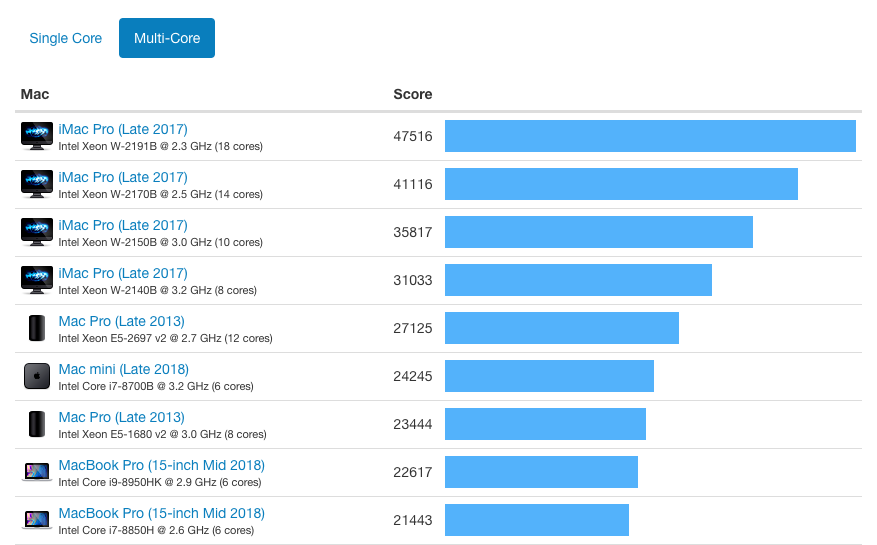 Single Core Multi-Core
Mac Score
iMac Pro (Late 2017)
Intel Xeon W-2191B @ 2.3 GHz (18 cores)
47516
iMac Pro (Late 2017)
Intel Xeon W-2170B @ 2.5 GHz (14 cores)
41116
iMac Pro (Late 2017)
Intel Xeon W-2150B @ 3.0 GHz (10 cores)
35817
iMac Pro (Late 2017)
Intel Xeon W-2140B @ 3.2 GHz (8 cores)
31033
Mac Pro (Late 2013)
Intel Xeon E5-2697 v2 @ 2.7 GHz (12 cores)
27125
Mac mini (Late 2018)
Intel Core i7-8700B @ 3.2 GHz (6 cores)
24245
Mac Pro (Late 2013)
Intel Xeon E5-1680 v2 @ 3.0 GHz (8 cores)
23444
MacBook Pro (15-inch Mid 2018)
Intel Core i9-8950HK @ 2.9 GHz (6 cores)
22617
MacBook Pro (15-inch Mid 2018)
Intel Core i7-8850H @ 2.6 GHz (6 cores)
21443